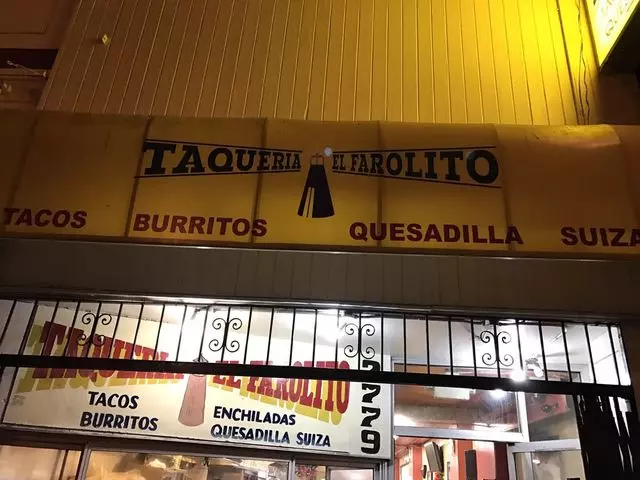 TAQUERIA EL FAROLITO
TACOS BURRITOS QUESADILLA SUIZA
TAQUERIA EL FAROLITO
TACOS
BURRITOS
ENCHILADAS
QUESADILLA SUIZA
2779